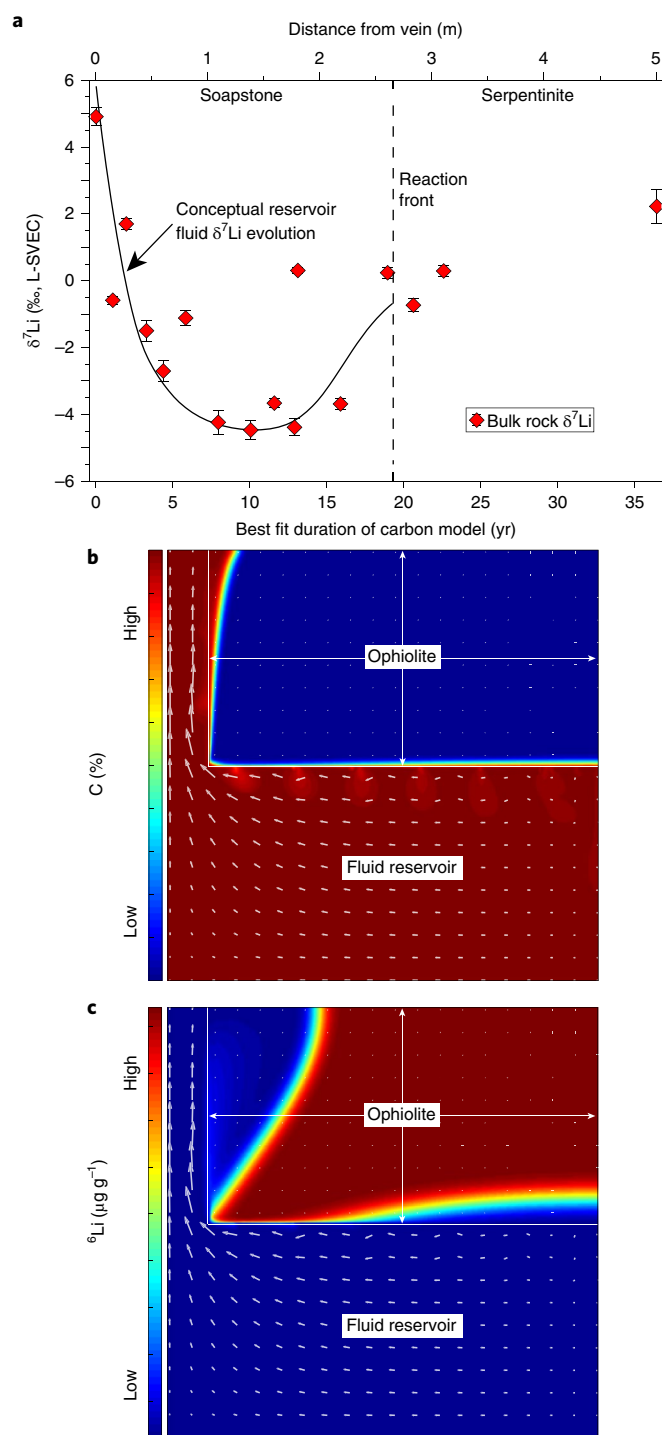 a
Distance from vein (m)
0 1 2 3 5
6
4
2
0
–2
–4
–6
δ⁷Li (‰, L-SVEC)
Soapstone
Serpentinite
Reaction
front
Conceptual reservoir
fluid δ⁷Li evolution
Bulk rock δ⁷Li
0 5 10 15 20 25 30 35
Best fit duration of carbon model (yr)
b
High
C (%)
Low
Ophiolite
Fluid reservoir
c
High
⁶Li (µg g⁻¹)
Low
Ophiolite
Fluid reservoir